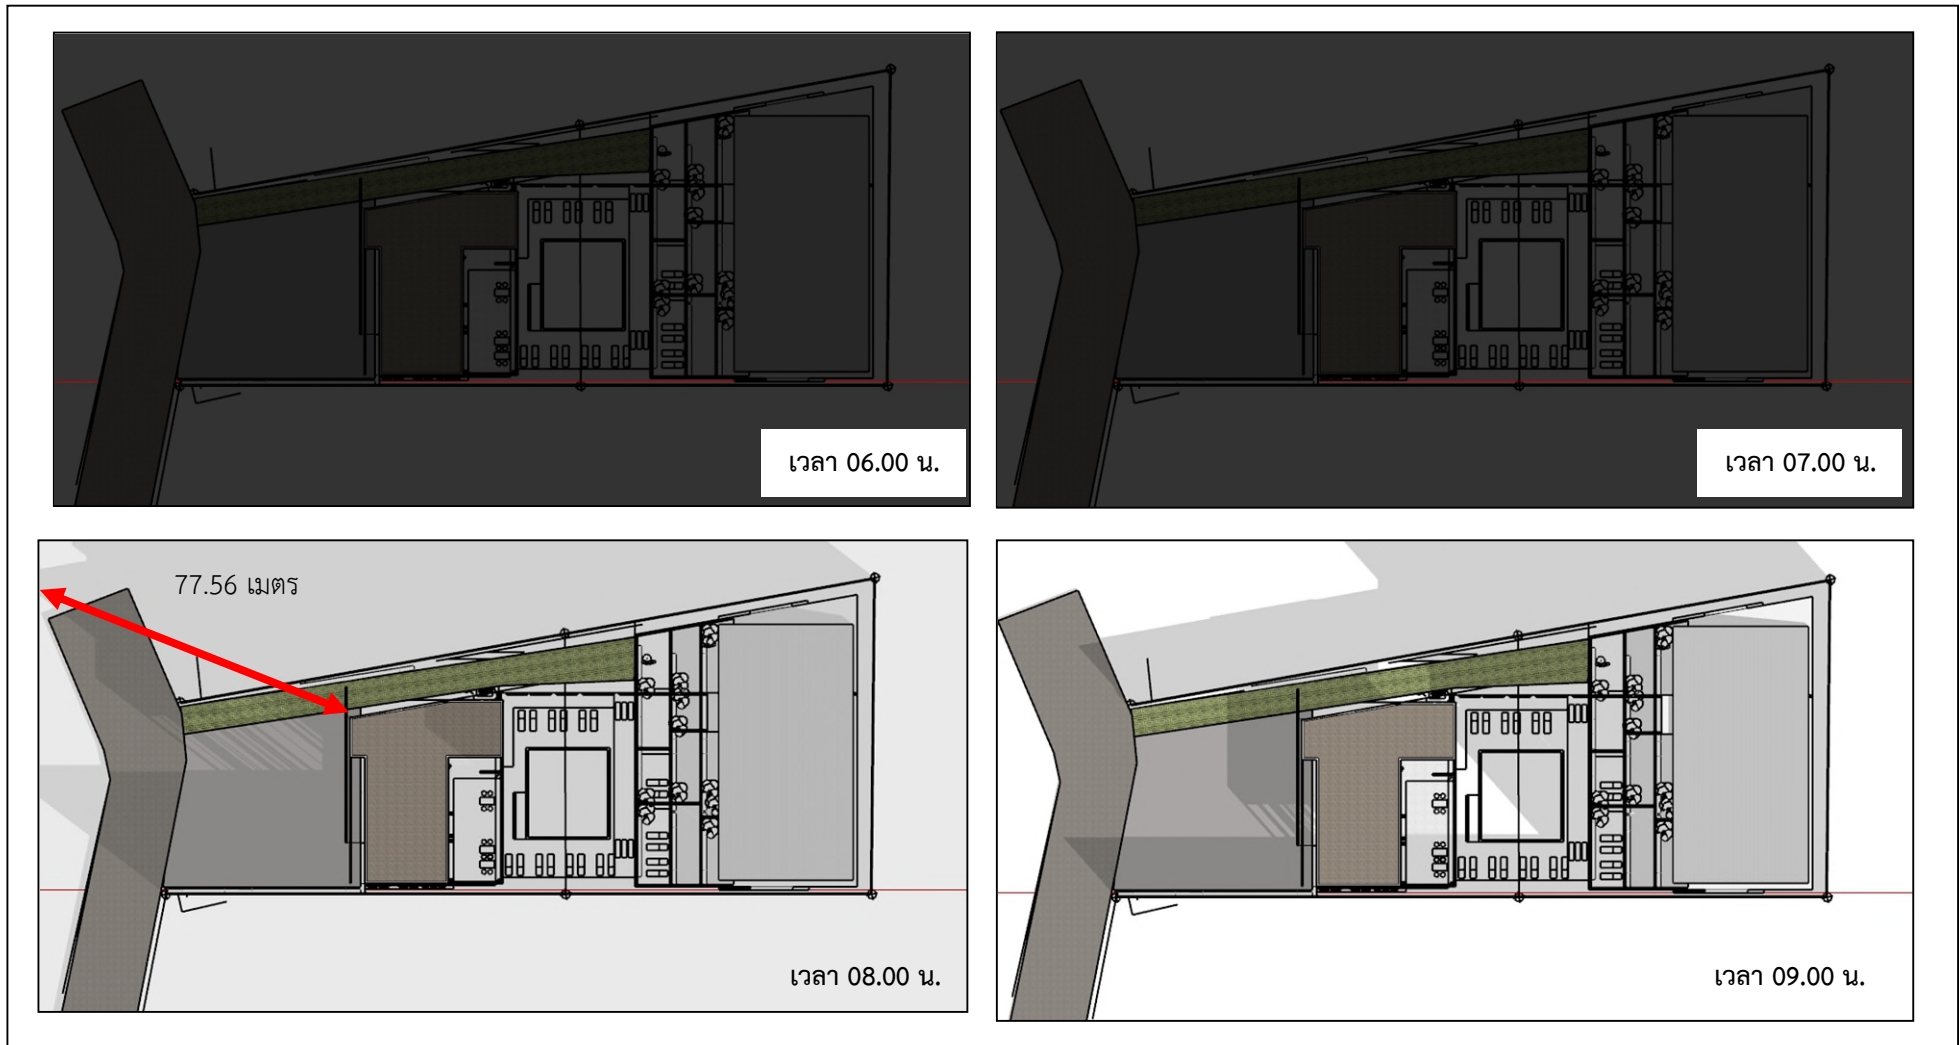 เวลา 06.00 น.
เวลา 07.00 น.
77.56 เมตร
เวลา 08.00 น.
เวลา 09.00 น.